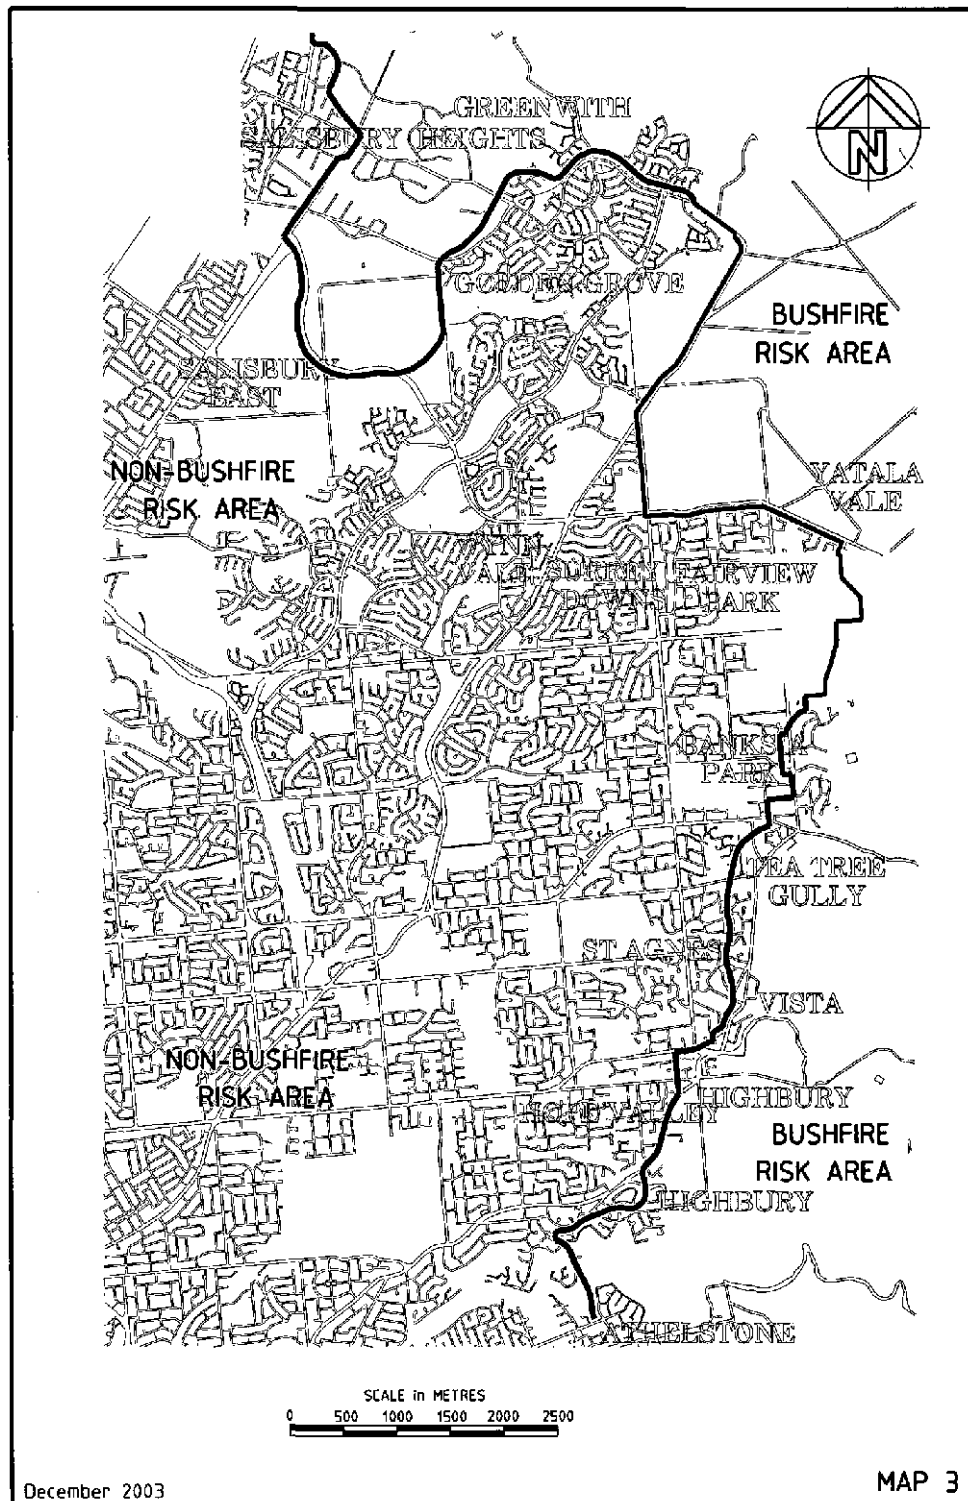 GREENWITH
SALISBURY HEIGHTS
N
GOLDEN GROVE
BUSHFIRE
RISK AREA
SALISBURY
EAST
NON-BUSHFIRE
RISK AREA
YATALA
VALE
WYNN
VALE
SURREY
DOWNS
FAIRVIEW
PARK
BANKSIA
PARK
TEA TREE
GULLY
ST AGNES
VISTA
NON-BUSHFIRE
RISK AREA
HOPE VALLEY
HIGHBURY
BUSHFIRE
RISK AREA
HIGHBURY
ATHELSTONE
SCALE in METRES
0 500 1000 1500 2000 2500
December 2003
MAP 3